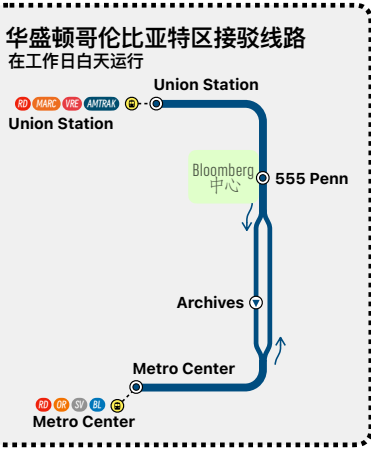 华盛顿哥伦比亚特区接驳线路
在工作日白天运行
Union Station
RD MARC VRE AMTRAK
Union Station
Bloomberg
中心
555 Penn
Archives
Metro Center
RD OR SV BL
Metro Center